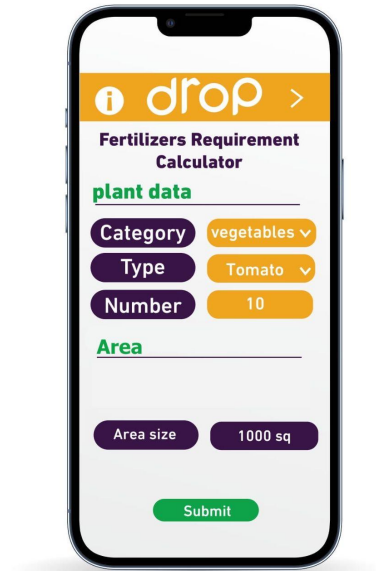 i drop >
Fertilizers Requirement
Calculator
plant data
Category vegetables
Type Tomato
Number 10
Area
Area size 1000 sq
Submit